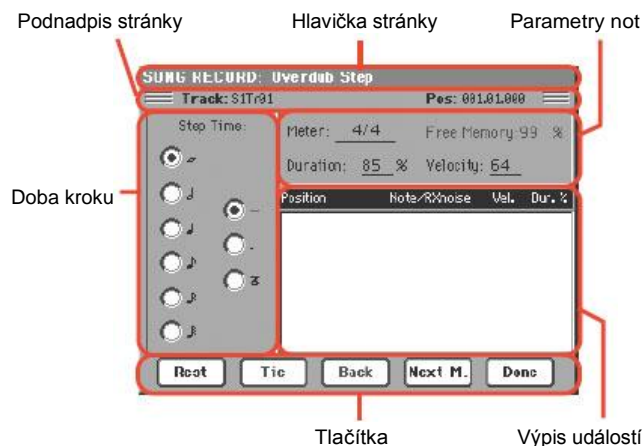 Podnadpis stránky
Hlavička stránky
Parametry not
SONG RECORD: Overdub Step
Track: S1Tr01
Pos: 001.01.000
Step Time:
Meter: 4/4
Free Memory: 99 %
Duration: 85 %
Velocity: 64
Doba kroku
Position
Note/RXnoise
Vel.
Dur.%
Rest
Tie
Back
Next M.
Done
Tlačítka
Výpis událostí